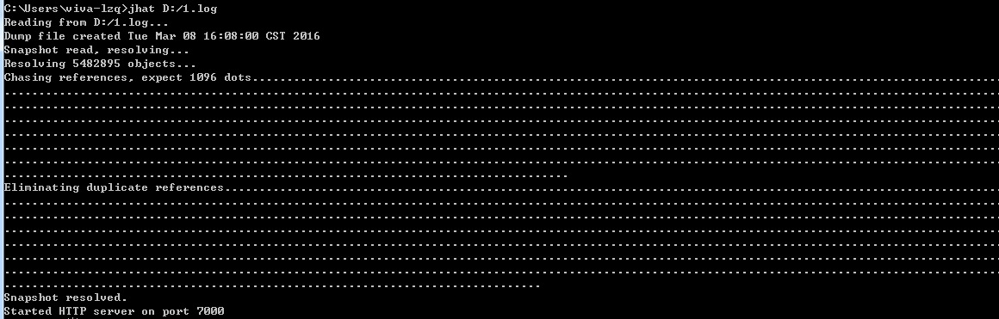 C:\Users\viva-lzq>jhat D:/1.log
Reading from D:/1.log...
Dump file created Tue Mar 08 16:08:00 CST 2016
Snapshot read, resolving...
Resolving 5482895 objects...
Chasing references, expect 1096 dots.............................................................................................................
.................................................................................................................................................
.................................................................................................................................................
.................................................................................................................................................
.................................................................................................................................................
.................................................................................................................................................
.................................................................................................................................................
..................................................................................
Eliminating duplicate references.................................................................................................................
.................................................................................................................................................
.................................................................................................................................................
.................................................................................................................................................
.................................................................................................................................................
.................................................................................................................................................
.................................................................................................................................................
..............................................................................
Snapshot resolved.
Started HTTP server on port 7000